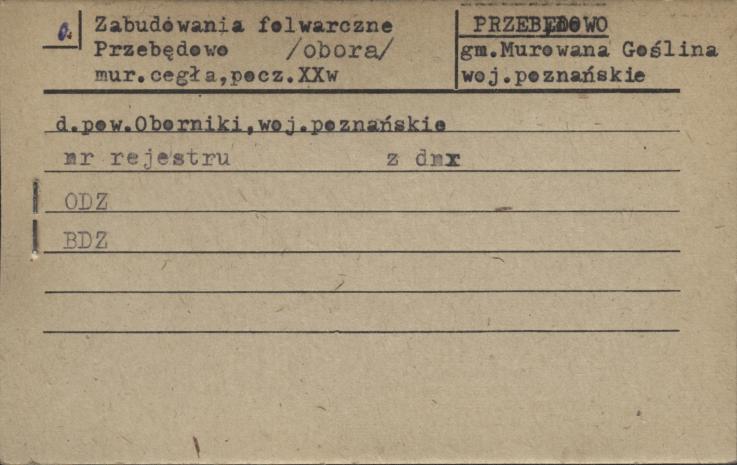 o. Zabudowania folwarczne
Przebędowo /obora/
mur.cegła,pocz.XXw
PRZEBĘDOWO
gm.Murowana Goślina
woj.poznańskie
d.pow.Oborniki,woj.poznańskie
nr rejestru z dnx
ODZ
BDZ